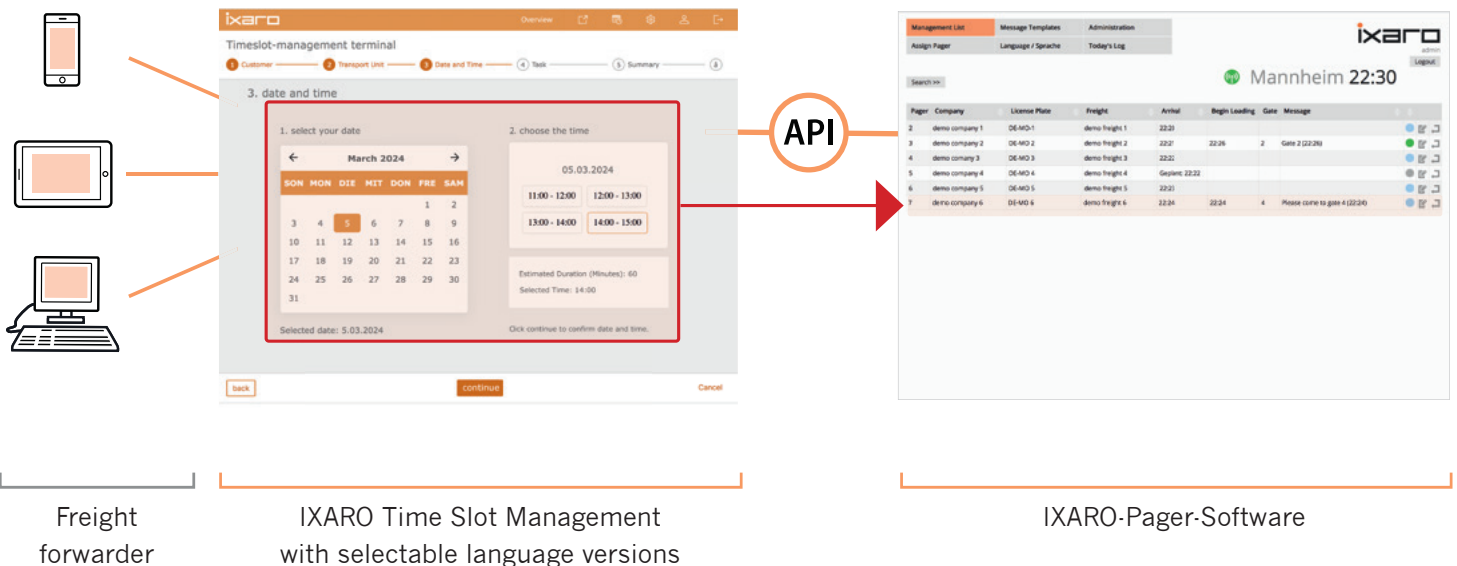 ixaro
Overview
Timeslot-management terminal
1 Customer 2 Transport Unit 3 Date and Time 4 Task 5 Summary
3. date and time
1. select your date
March 2024
SON MON DIE MIT DON FRE SAM
1 2
3 4 5 6 7 8 9
10 11 12 13 14 15 16
17 18 19 20 21 22 23
24 25 26 27 28 29 30
31
Selected date: 5.03.2024
2. choose the time
05.03.2024
11:00 - 12:00 12:00 - 13:00
13:00 - 14:00 14:00 - 15:00
Estimated Duration (Minutes): 60
Selected Time: 14:00
Click continue to confirm date and time.
back continue Cancel
API
Management List Message Templates Administration
Assign Pager Language / Sprache Today's Log
ixaro
admin
Logout
Search >>
Mannheim 22:30
Pager Company License Plate Freight Arrival Begin Loading Gate Message
2 demo company 1 DE-MO-1 demo freight 1
3 demo company 2 DE-MO 2 demo freight 2 22:26 2 Gate 2 (22:26)
4 demo comany 3 DE-MO 3 demo freight 3
5 demo company 4 DE-MO 4 demo freight 4 Geplant: 22:22
6 demo company 5 DE-MO 5 demo freight 5
7 demo company 6 DE-MO 6 demo freight 6 22:24 22:24 4 Please come to gate 4 (22:24)
Freight
forwarder
IXARO Time Slot Management
with selectable language versions
IXARO-Pager-Software